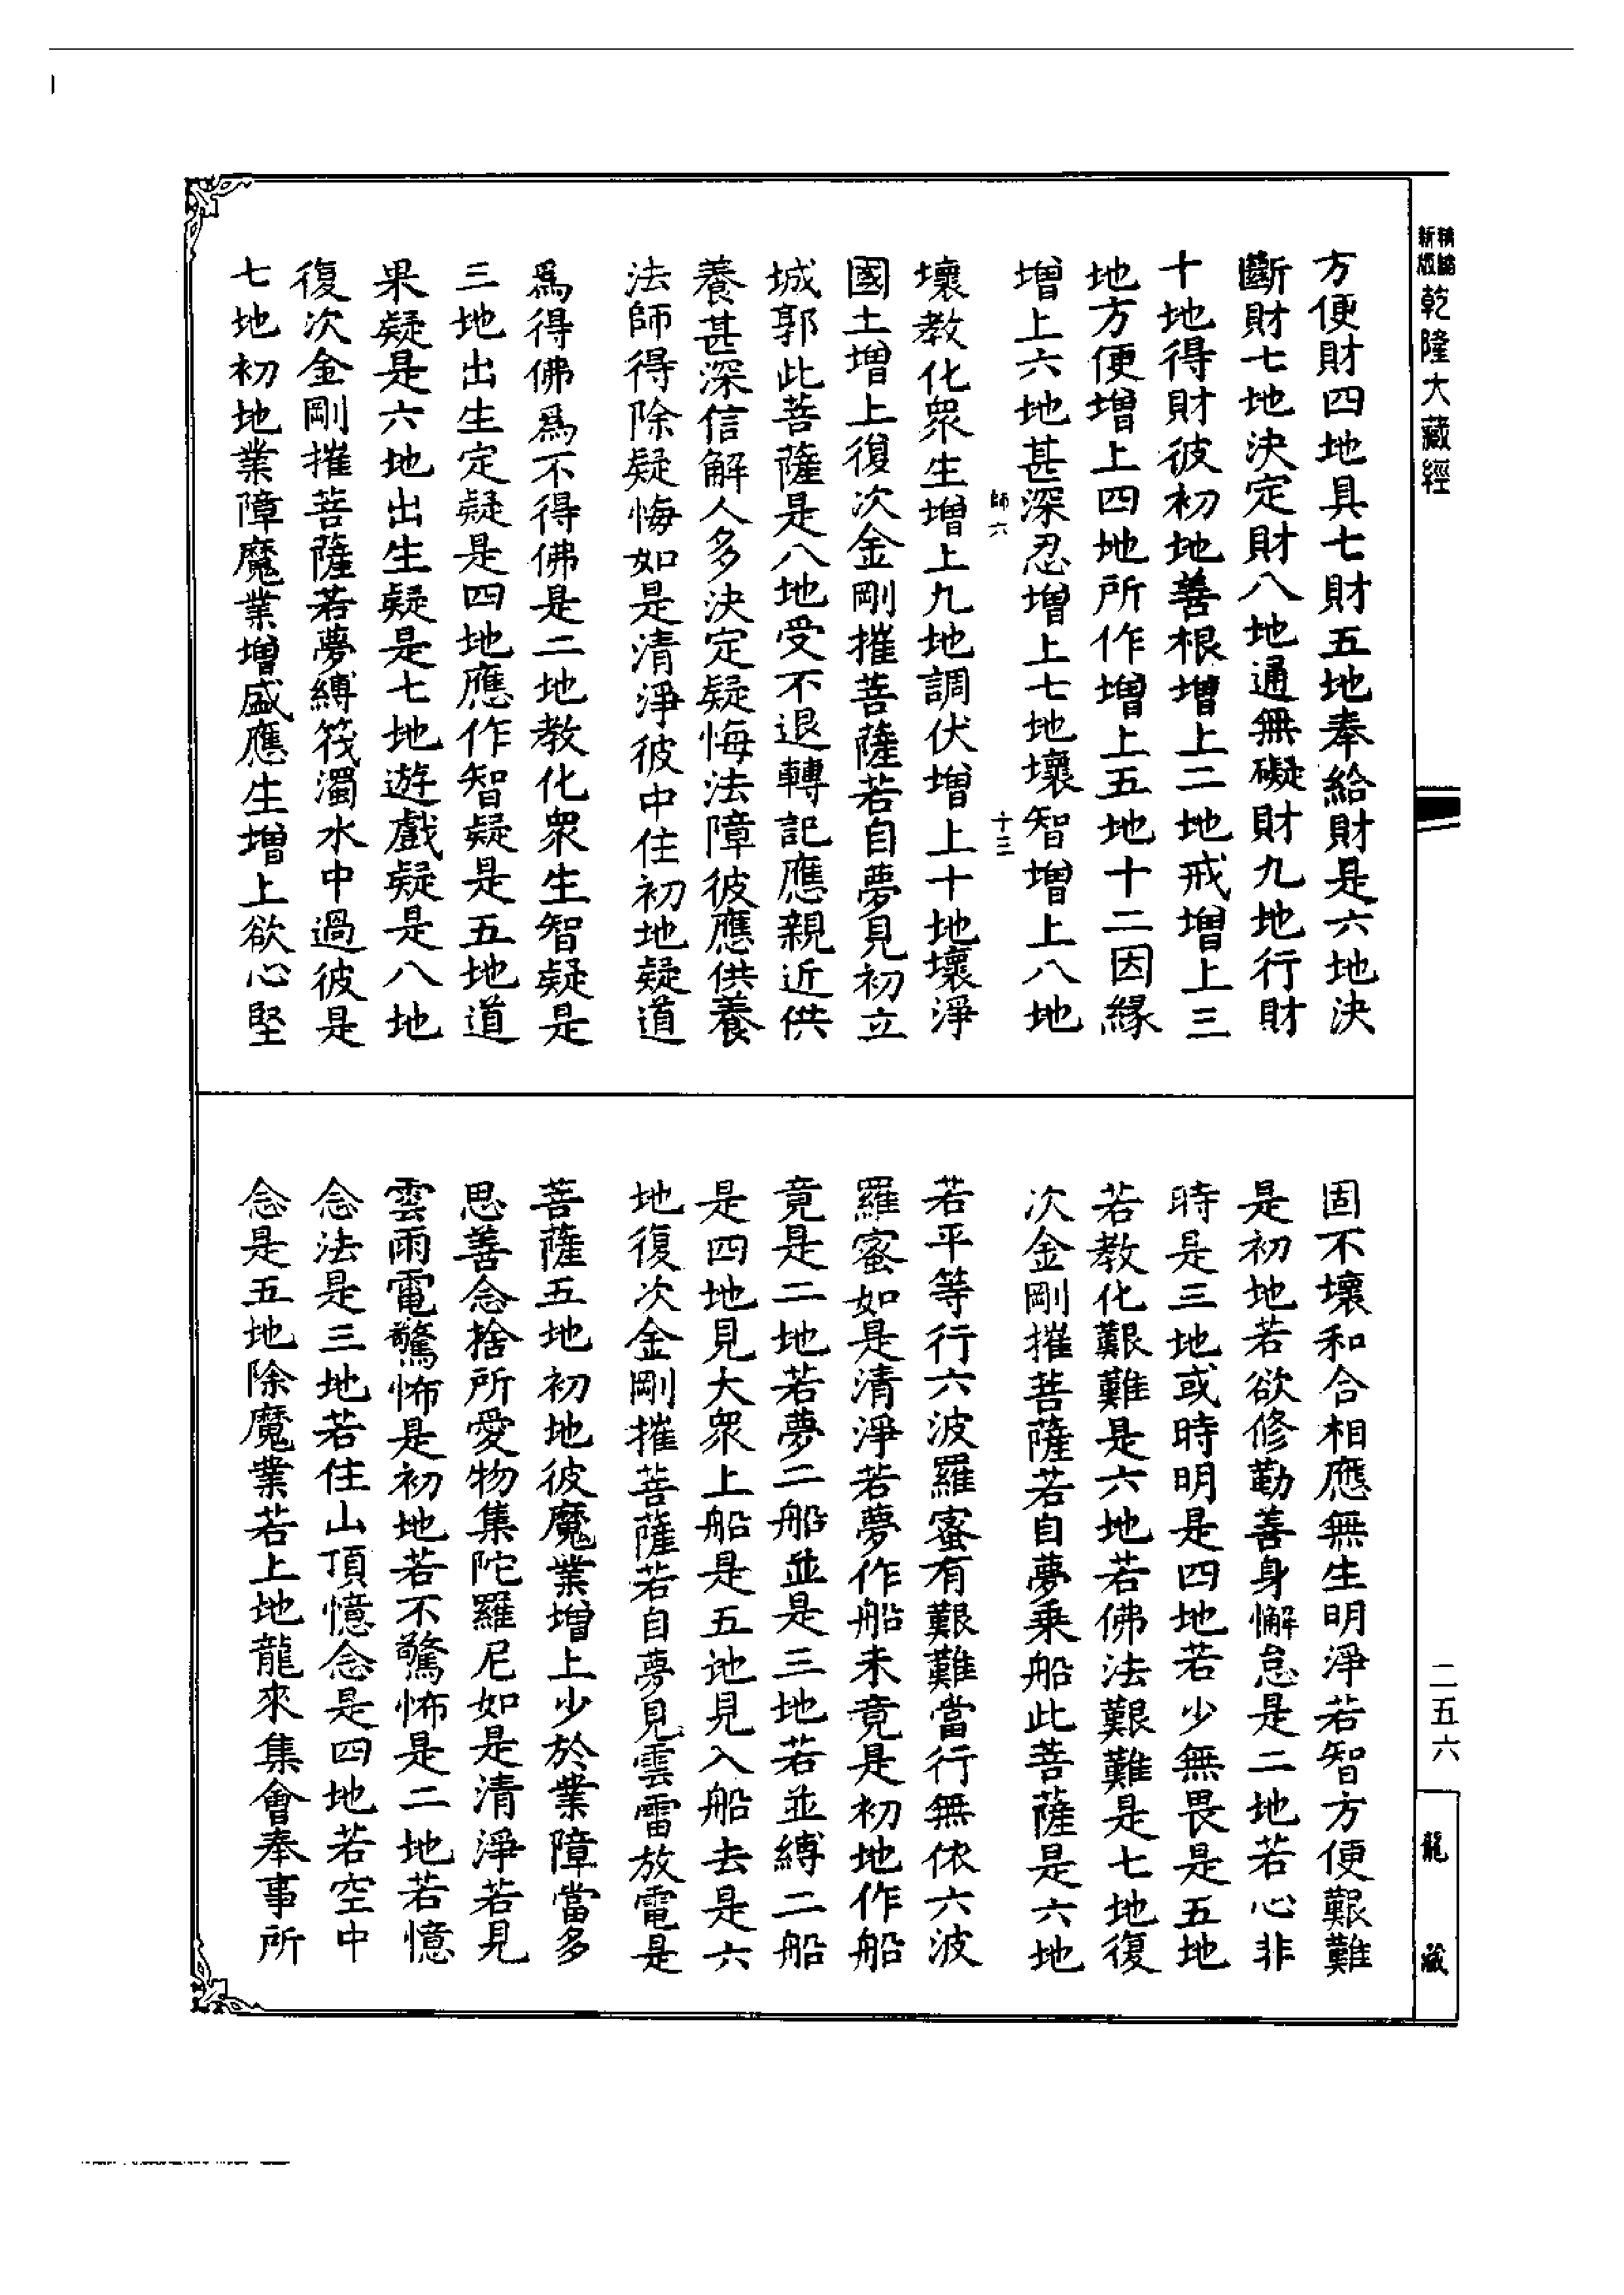 精縮
新版
乾隆大藏經
方便財四地具七財五地奉給財是六地決
斷財七地決定財八地通無礙財九地行財
十地得財彼初地善根增上二地戒增上三
地方便增上四地所作增上五地十二因緣
增上六地甚深忍增上七地壞智增上八地
師六
十三
壞教化衆生增上九地調伏增上十地壞淨
國土增上復次金剛摧菩薩若自夢見初立
城郭此菩薩是八地受不退轉記應親近供
養甚深信解人多決定疑悔法障彼應供養
法師得除疑悔如是清淨彼中住初地疑道
爲得佛爲不得佛是二地教化衆生智疑是
三地出生定疑是四地應作智疑是五地道
果疑是六地出生疑是七地遊戲疑是八地
復次金剛摧菩薩若夢縛筏濁水中過彼是
七地初地業障魔業增盛應生增上欲心堅
固不壞和合相應無生明淨若智方便艱難
是初地若欲修勤善身懈怠是二地若心非
時是三地或時明是四地若少無畏是五地
若教化艱難是六地若佛法艱難是七地復
次金剛摧菩薩若自夢乗船此菩薩是六地
若平等行六波羅蜜有艱難當行無依六波
羅蜜如是清淨若夢作船未竟是初地作船
竟是二地若夢二船並是三地若並縛二船
是四地見大衆上船是五地見入船去是六
地復次金剛摧菩薩若自夢見雲雷放電是
菩薩五地初地彼魔業增上少於業障當多
思善念捨所愛物集陀羅尼如是清淨若見
雲雨電驚怖是初地若不驚怖是二地若憶
念法是三地若住山頂憶念是四地若空中
念是五地除魔業若上地龍來集會奉事所
二五六
龍藏